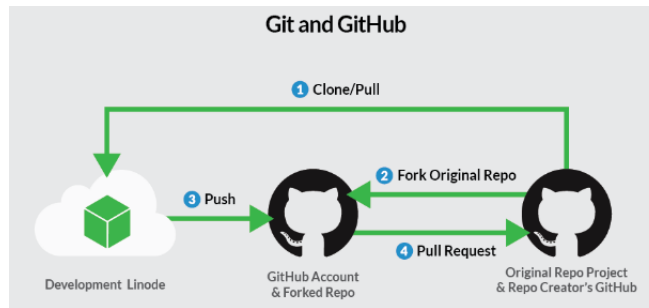 Git and GitHub
1 Clone/Pull
2 Fork Original Repo
3 Push
4 Pull Request
Development Linode
GitHub Account
& Forked Repo
Original Repo Project
& Repo Creator's GitHub